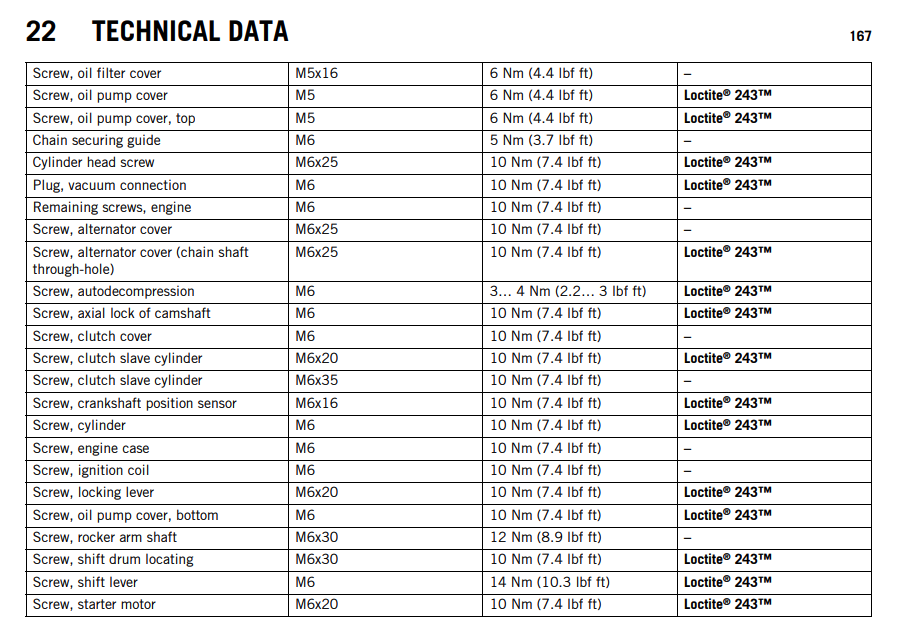 22 TECHNICAL DATA 167
Screw, oil filter cover M5x16 6 Nm (4.4 lbf ft) –
Screw, oil pump cover M5 6 Nm (4.4 lbf ft) Loctite® 243™
Screw, oil pump cover, top M5 6 Nm (4.4 lbf ft) Loctite® 243™
Chain securing guide M6 5 Nm (3.7 lbf ft) –
Cylinder head screw M6x25 10 Nm (7.4 lbf ft) Loctite® 243™
Plug, vacuum connection M6 10 Nm (7.4 lbf ft) Loctite® 243™
Remaining screws, engine M6 10 Nm (7.4 lbf ft) –
Screw, alternator cover M6x25 10 Nm (7.4 lbf ft) –
Screw, alternator cover (chain shaft M6x25 10 Nm (7.4 lbf ft) Loctite® 243™
through-hole)
Screw, autodecompression M6 3… 4 Nm (2.2… 3 lbf ft) Loctite® 243™
Screw, axial lock of camshaft M6 10 Nm (7.4 lbf ft) Loctite® 243™
Screw, clutch cover M6 10 Nm (7.4 lbf ft) –
Screw, clutch slave cylinder M6x20 10 Nm (7.4 lbf ft) Loctite® 243™
Screw, clutch slave cylinder M6x35 10 Nm (7.4 lbf ft) –
Screw, crankshaft position sensor M6x16 10 Nm (7.4 lbf ft) Loctite® 243™
Screw, cylinder M6 10 Nm (7.4 lbf ft) Loctite® 243™
Screw, engine case M6 10 Nm (7.4 lbf ft) –
Screw, ignition coil M6 10 Nm (7.4 lbf ft) –
Screw, locking lever M6x20 10 Nm (7.4 lbf ft) Loctite® 243™
Screw, oil pump cover, bottom M6 10 Nm (7.4 lbf ft) Loctite® 243™
Screw, rocker arm shaft M6x30 12 Nm (8.9 lbf ft) –
Screw, shift drum locating M6x30 10 Nm (7.4 lbf ft) Loctite® 243™
Screw, shift lever M6 14 Nm (10.3 lbf ft) Loctite® 243™
Screw, starter motor M6x20 10 Nm (7.4 lbf ft) Loctite® 243™